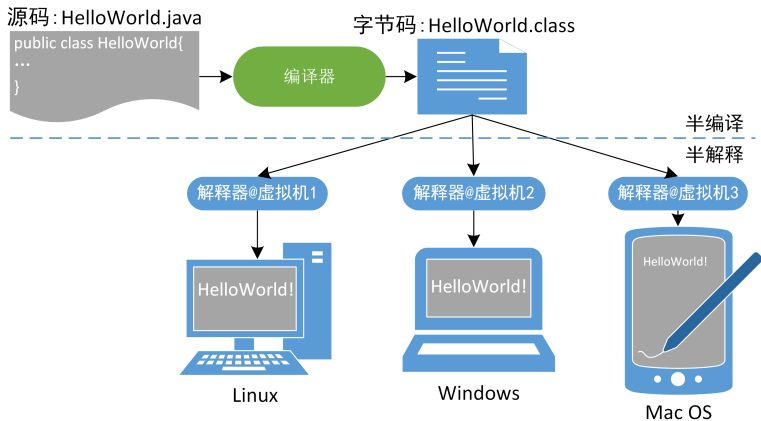 源码:HelloWorld.java
public class HelloWorld{
...
}
编译器
字节码:HelloWorld.class
半编译
半解释
解释器@虚拟机1
解释器@虚拟机2
解释器@虚拟机3
HelloWorld!
HelloWorld!
HelloWorld!
Linux
Windows
Mac OS